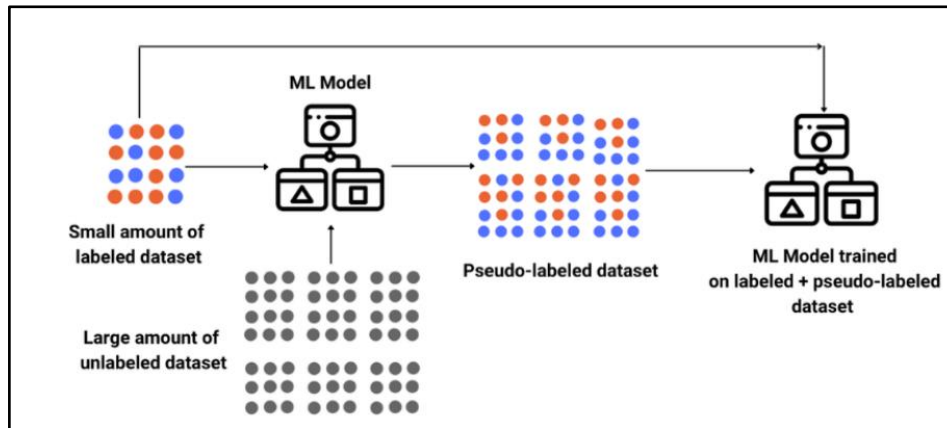 ML Model
Small amount of
labeled dataset
Pseudo-labeled dataset
ML Model trained
on labeled + pseudo-labeled
dataset
Large amount of
unlabeled dataset